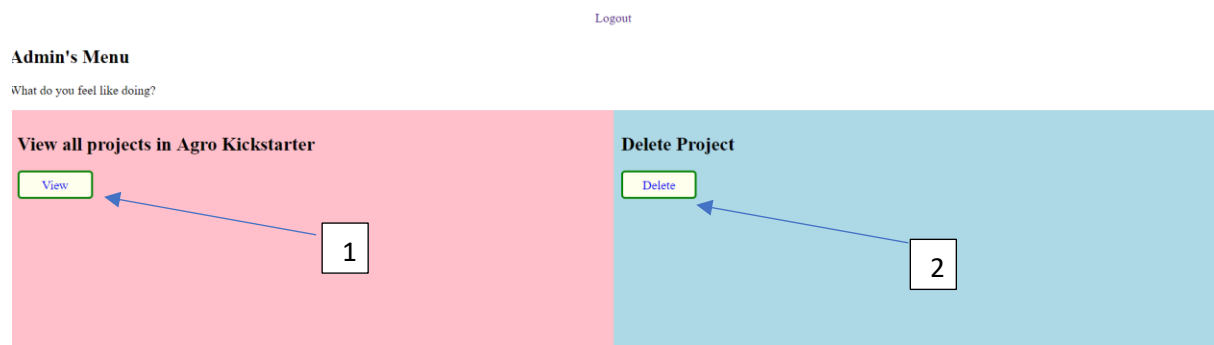 Logout
Admin's Menu
What do you feel like doing?
View all projects in Agro Kickstarter
View
1
Delete Project
Delete
2